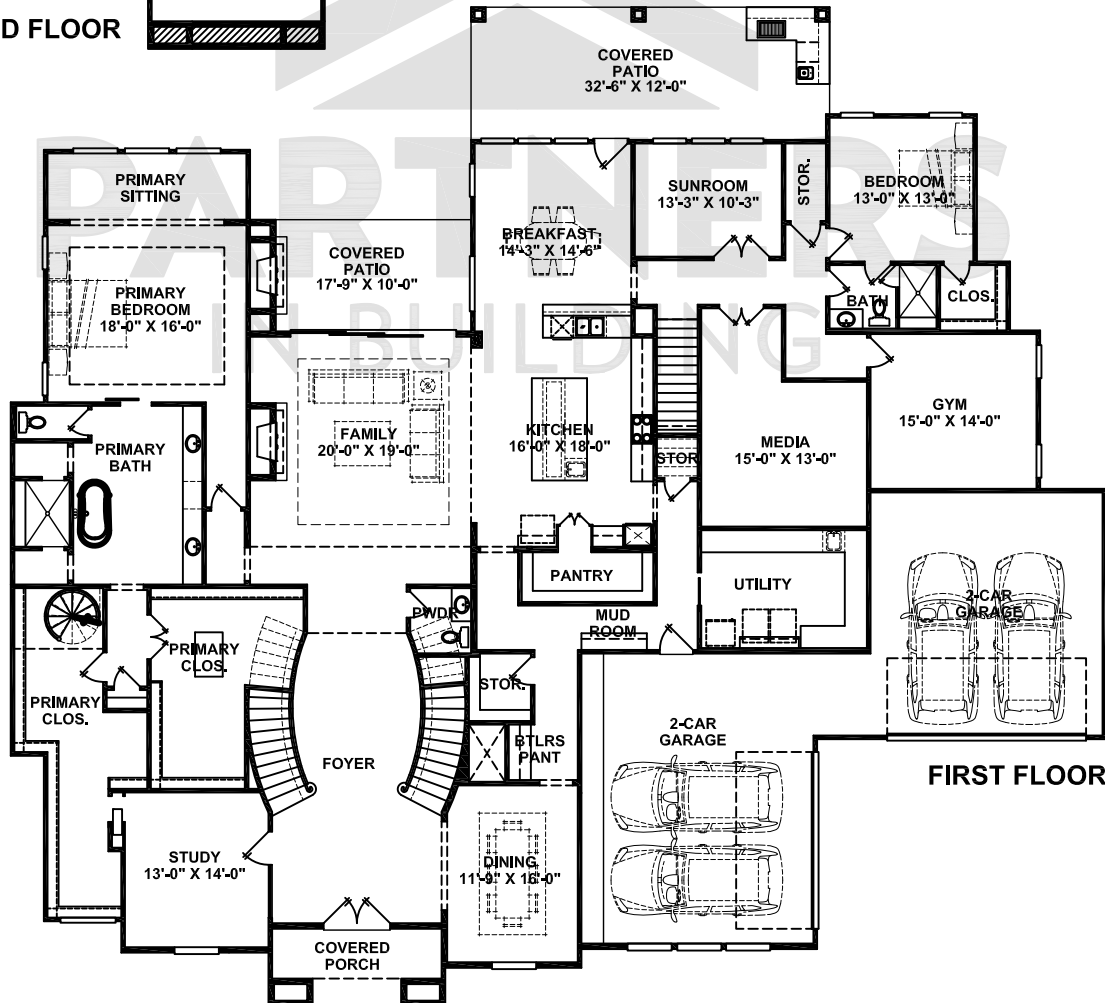 D FLOOR
COVERED
PATIO
32'-6" X 12'-0"
PARTNERS
IN BUILDING
PRIMARY
SITTING
SUNROOM
13'-3" X 10'-3"
STOR.
BEDROOM
13'-0" X 13'-0"
BREAKFAST
14'-3" X 14'-6"
COVERED
PATIO
17'-9" X 10'-0"
PRIMARY
BEDROOM
18'-0" X 16'-0"
BATH
CLOS.
GYM
15'-0" X 14'-0"
FAMILY
20'-0" X 19'-0"
KITCHEN
16'-0" X 18'-0"
MEDIA
15'-0" X 13'-0"
STOR
PRIMARY
BATH
PANTRY
UTILITY
2-CAR
GARAGE
PWDR
MUD
ROOM
PRIMARY
CLOS.
STOR.
PRIMARY
CLOS.
2-CAR
GARAGE
BTLRS
PANT
FOYER
FIRST FLOOR
STUDY
13'-0" X 14'-0"
DINING
11'-9" X 16'-0"
COVERED
PORCH